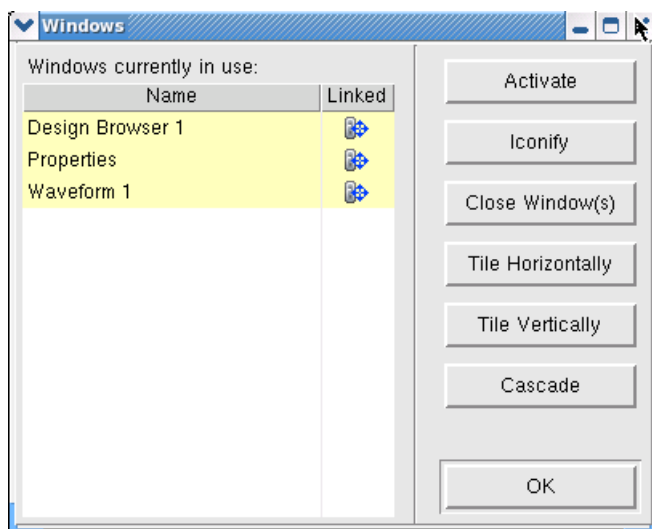 Windows
Windows currently in use:
Name Linked
Design Browser 1
Properties
Waveform 1
Activate
Iconify
Close Window(s)
Tile Horizontally
Tile Vertically
Cascade
OK